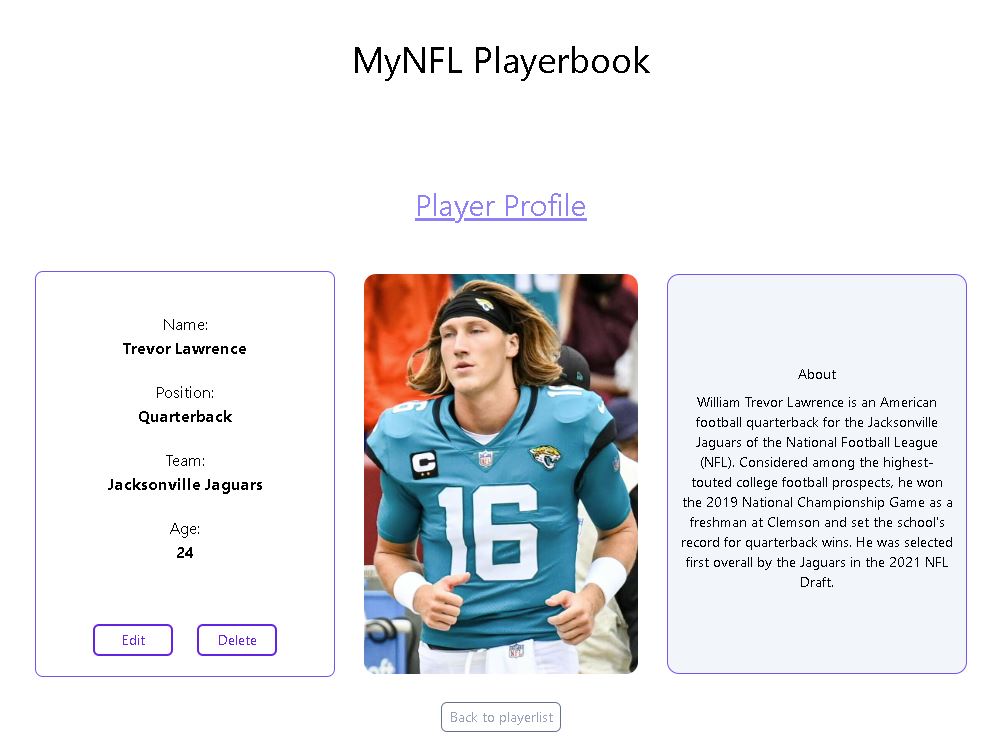 MyNFL Playerbook
Player Profile
Name:
Trevor Lawrence
Position:
Quarterback
Team:
Jacksonville Jaguars
Age:
24
Edit
Delete
16
C
16
About
William Trevor Lawrence is an American
football quarterback for the Jacksonville
Jaguars of the National Football League
(NFL). Considered among the highest-
touted college football prospects, he won
the 2019 National Championship Game as a
freshman at Clemson and set the school's
record for quarterback wins. He was selected
first overall by the Jaguars in the 2021 NFL
Draft.
Back to playerlist